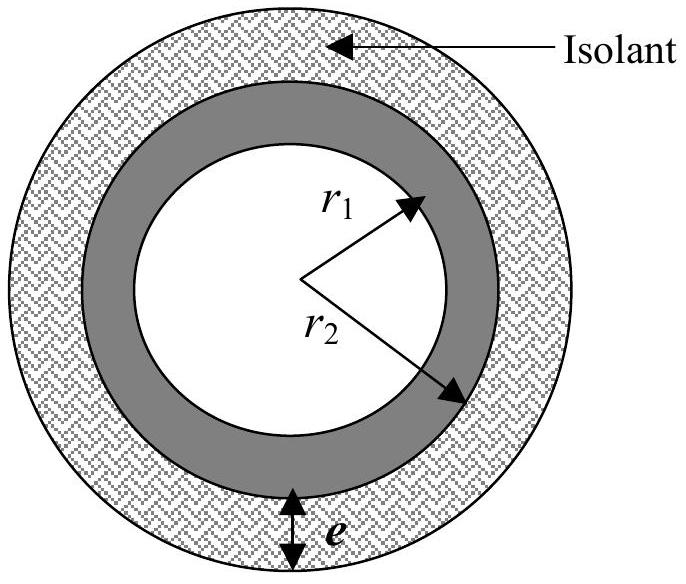 Isolant
r₁
r₂
e